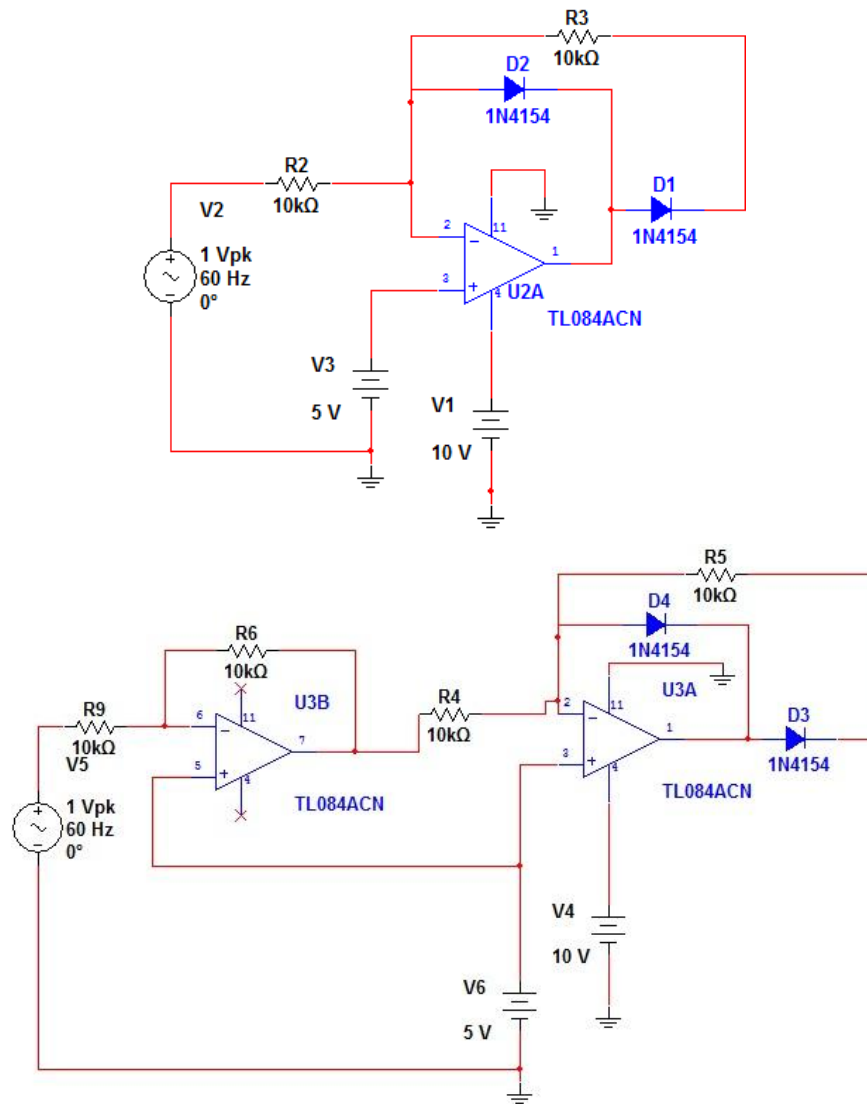 R3
10kΩ
D2
1N4154
R2
10kΩ
D1
1N4154
V2
1 Vpk
60 Hz
0°
2
11
1
3
4
U2A
TL084ACN
V3
5 V
V1
10 V
R5
10kΩ
D4
1N4154
R6
10kΩ
U3B
R4
10kΩ
U3A
R9
10kΩ
V5
6
11
7
5
4
TL084ACN
2
11
1
3
4
D3
1N4154
TL084ACN
1 Vpk
60 Hz
0°
V4
10 V
V6
5 V